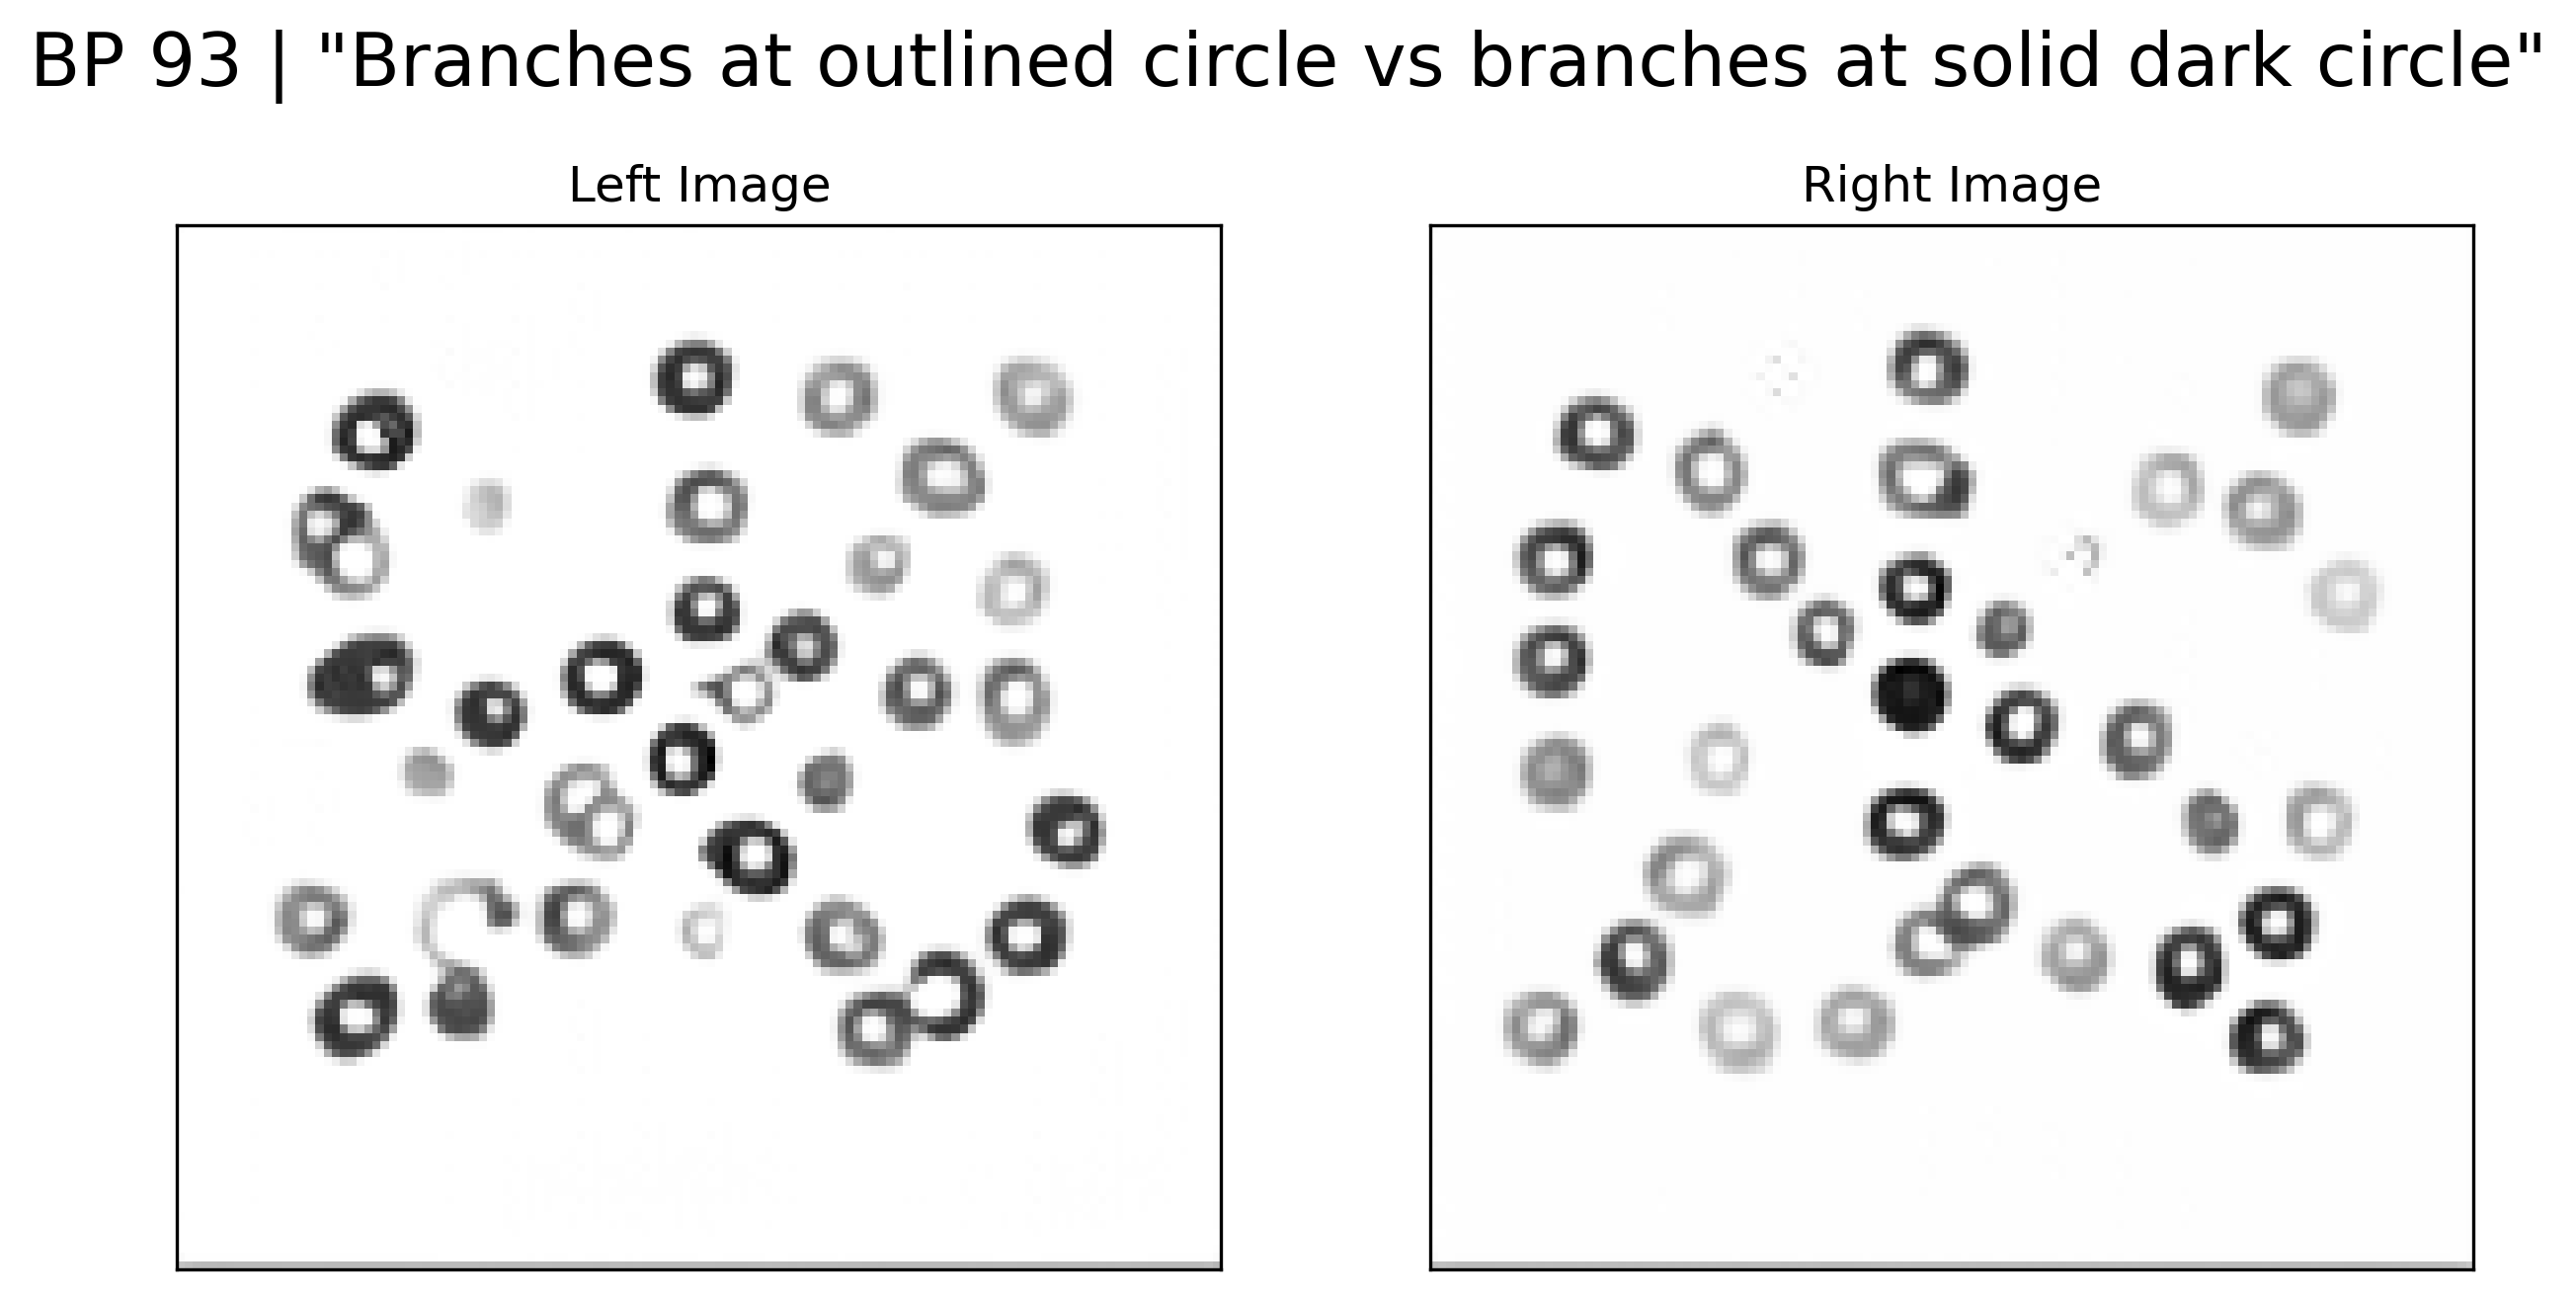 BP 93 | "Branches at outlined circle vs branches at solid dark circle"
Left Image
Right Image